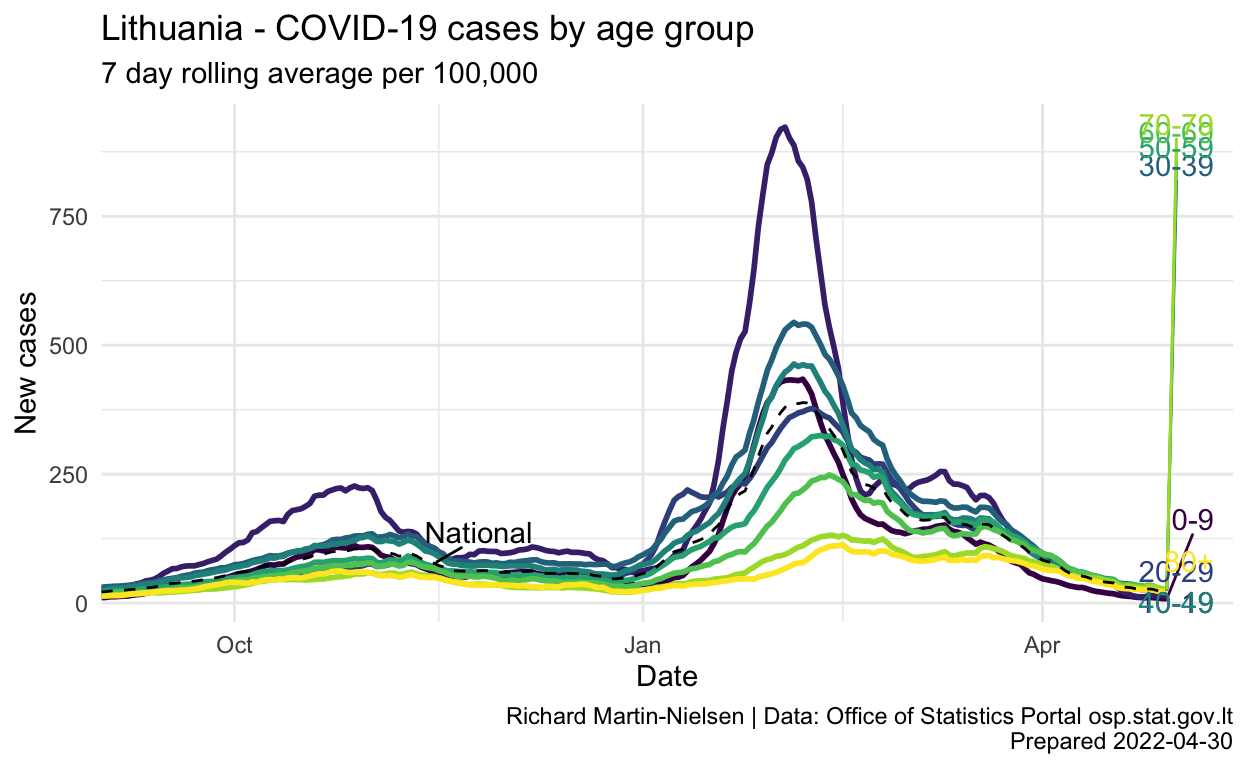 Lithuania - COVID-19 cases by age group
7 day rolling average per 100,000
New cases
750
500
250
0
70-79
60-69
50-59
30-39
National
0-9
80+
20-29
40-49
Oct
Jan
Apr
Date
Richard Martin-Nielsen | Data: Office of Statistics Portal osp.stat.gov.lt
Prepared 2022-04-30